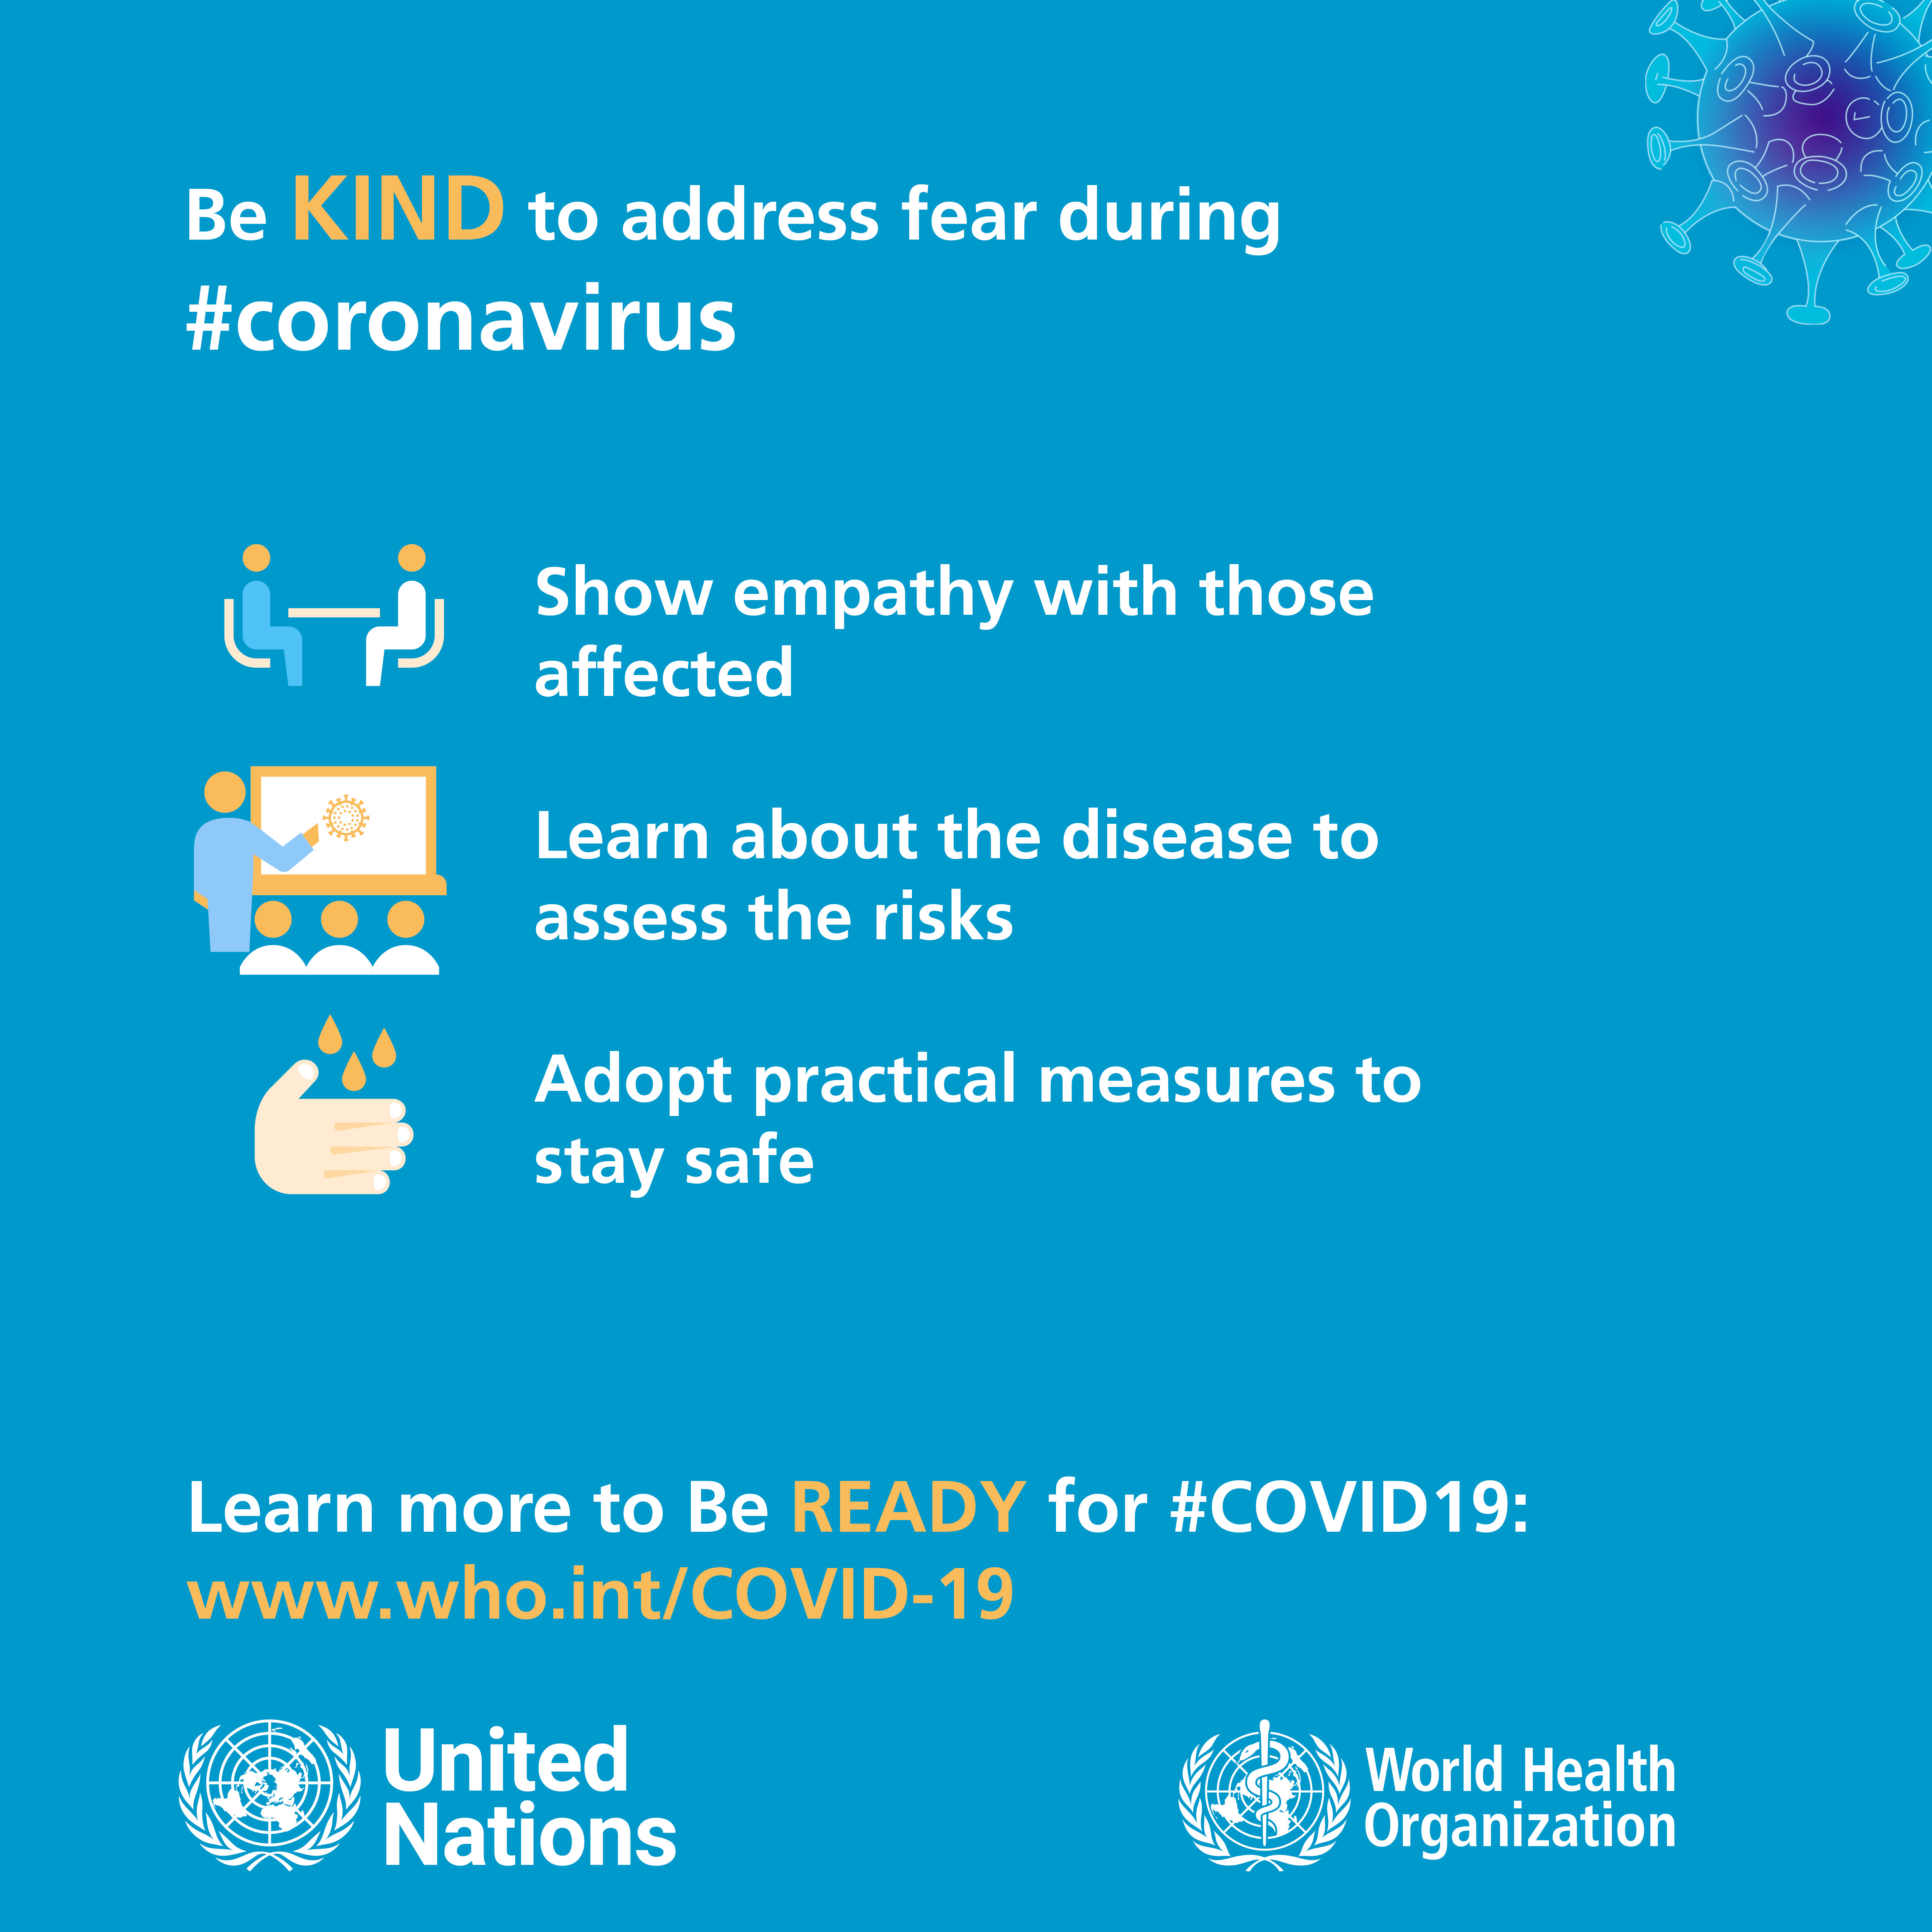 Be KIND to address fear during
#coronavirus
Show empathy with those
affected
Learn about the disease to
assess the risks
Adopt practical measures to
stay safe
Learn more to Be READY for #COVID19:
www.who.int/COVID-19
United
Nations
World Health
Organization